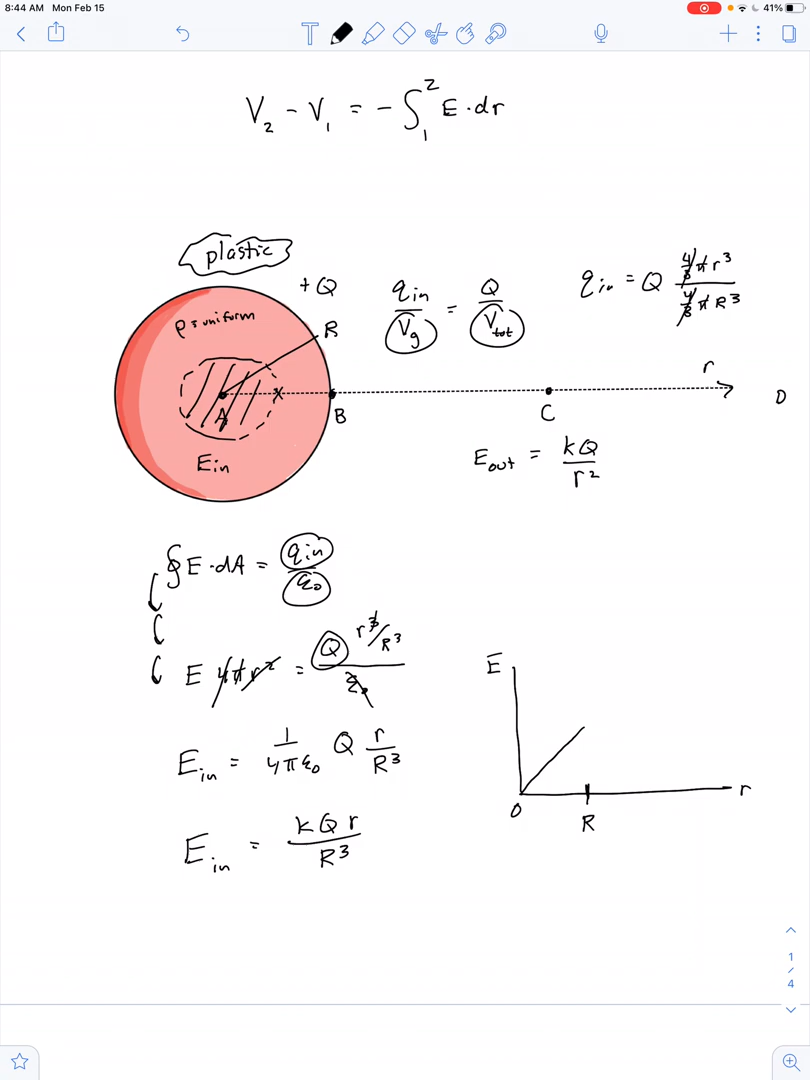 8:44 AM Mon Feb 15
41%
T
V₂ - V₁ = - ∫₁² E · dr
plastic
+Q
ρ = uniform
R
q_in / V_g = Q / V_tot
q_in = Q 4/3 π r³ / 4/3 π R³
r
A
B
C
D
E_in
E_out = kQ / r²
∮ E · dA = q_in / ε₀
E 4πr² = Q r³/R³ / ε₀
E_in = 1 / 4πε₀ Q r / R³
E_in = k Q r / R³
E
r
0
R
1
/
4